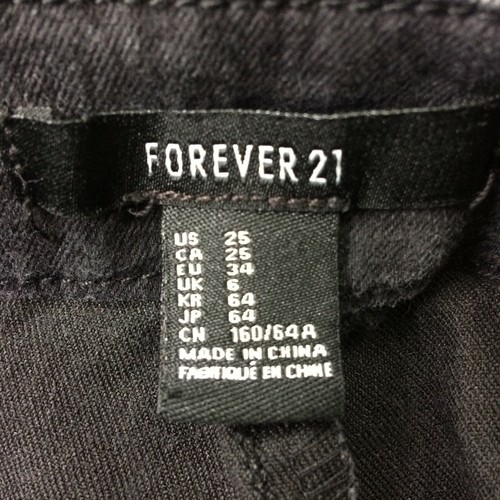 FOREVER 21
US 25
CA 25
EU 34
UK 6
KR 64
JP 64
CN 160/64A
MADE IN CHINA
FABRIQUÉ EN CHINE